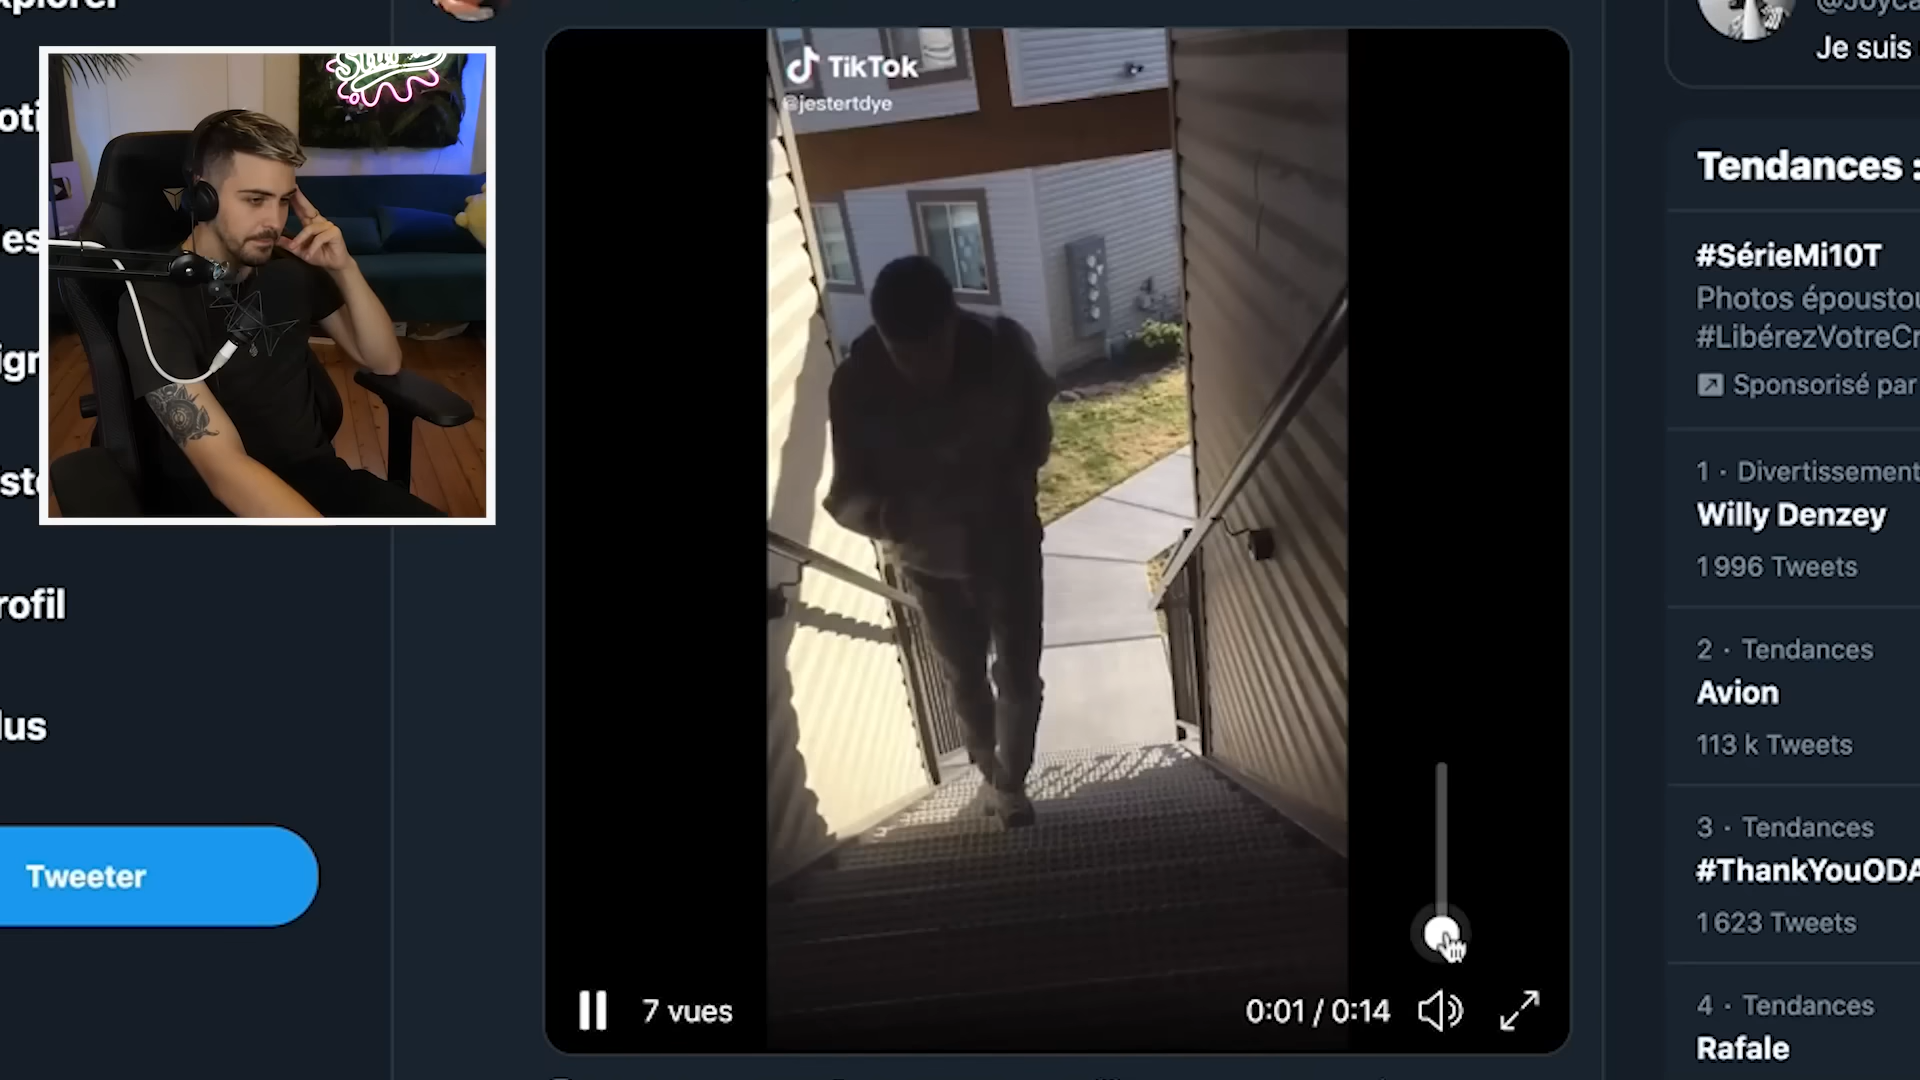 TikTok
@jestertdye
rofil
lus
Tweeter
7 vues
0:01 / 0:14
Je suis
Tendances :
#SérieMi10T
Photos époustou
#LibérezVotreCr
Sponsorisé par
1 · Divertissement
Willy Denzey
1 996 Tweets
2 · Tendances
Avion
113 k Tweets
3 · Tendances
#ThankYouODA
1 623 Tweets
4 · Tendances
Rafale